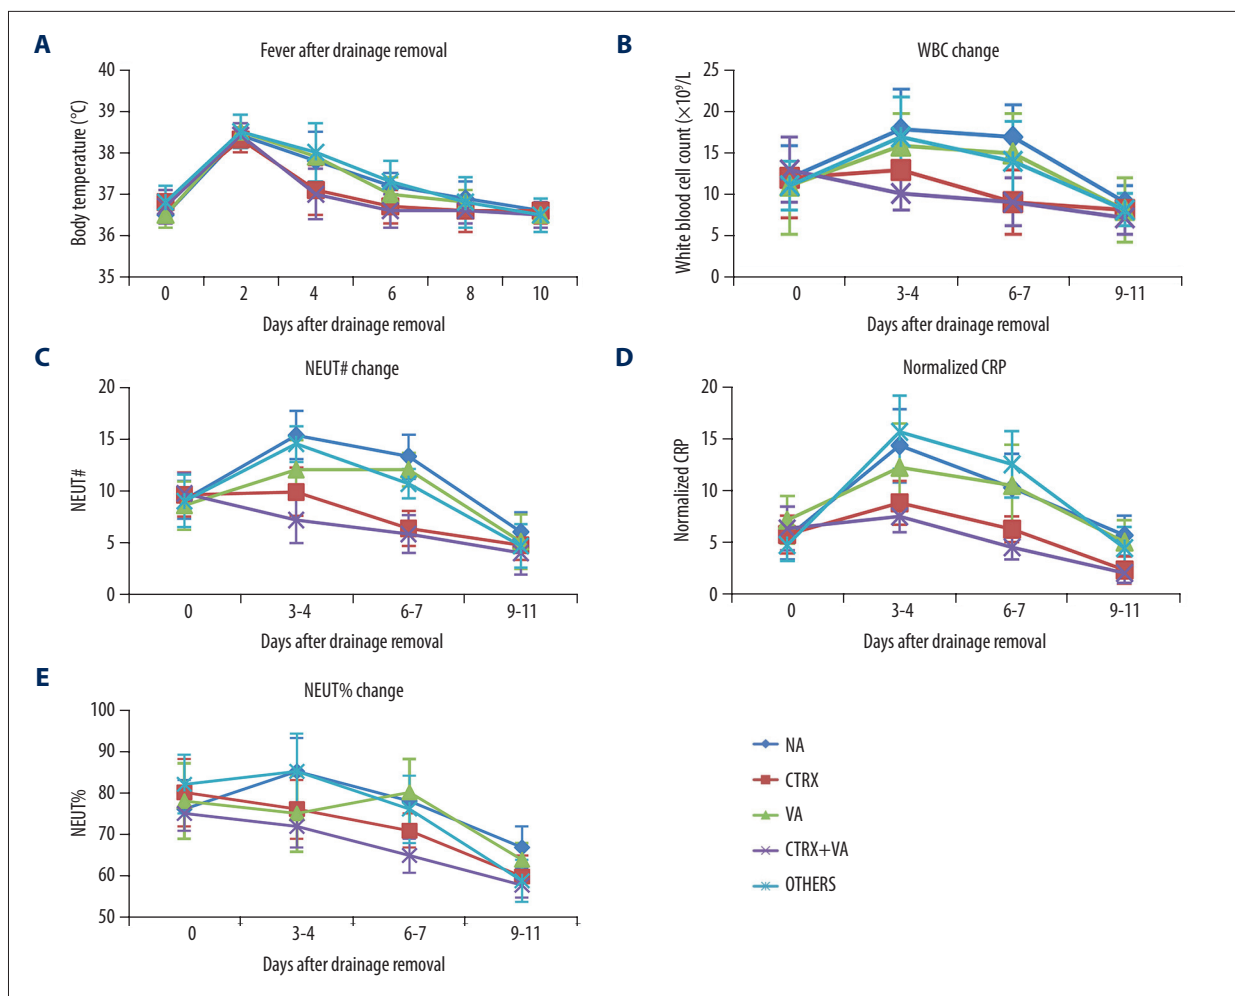 A
Fever after drainage removal
Body temperature (°C)
40
39
38
37
36
35
0 2 4 6 8 10
Days after drainage removal
B
WBC change
White blood cell count (×10⁹/L
25
20
15
10
5
0
0 3-4 6-7 9-11
Days after drainage removal
C
NEUT# change
NEUT#
20
15
10
5
0
0 3-4 6-7 9-11
Days after drainage removal
D
Normalized CRP
Normalized CRP
20
15
10
5
0
0 3-4 6-7 9-11
Days after drainage removal
E
NEUT% change
NEUT%
100
90
80
70
60
50
0 3-4 6-7 9-11
Days after drainage removal
NA
CTRX
VA
CTRX+VA
OTHERS